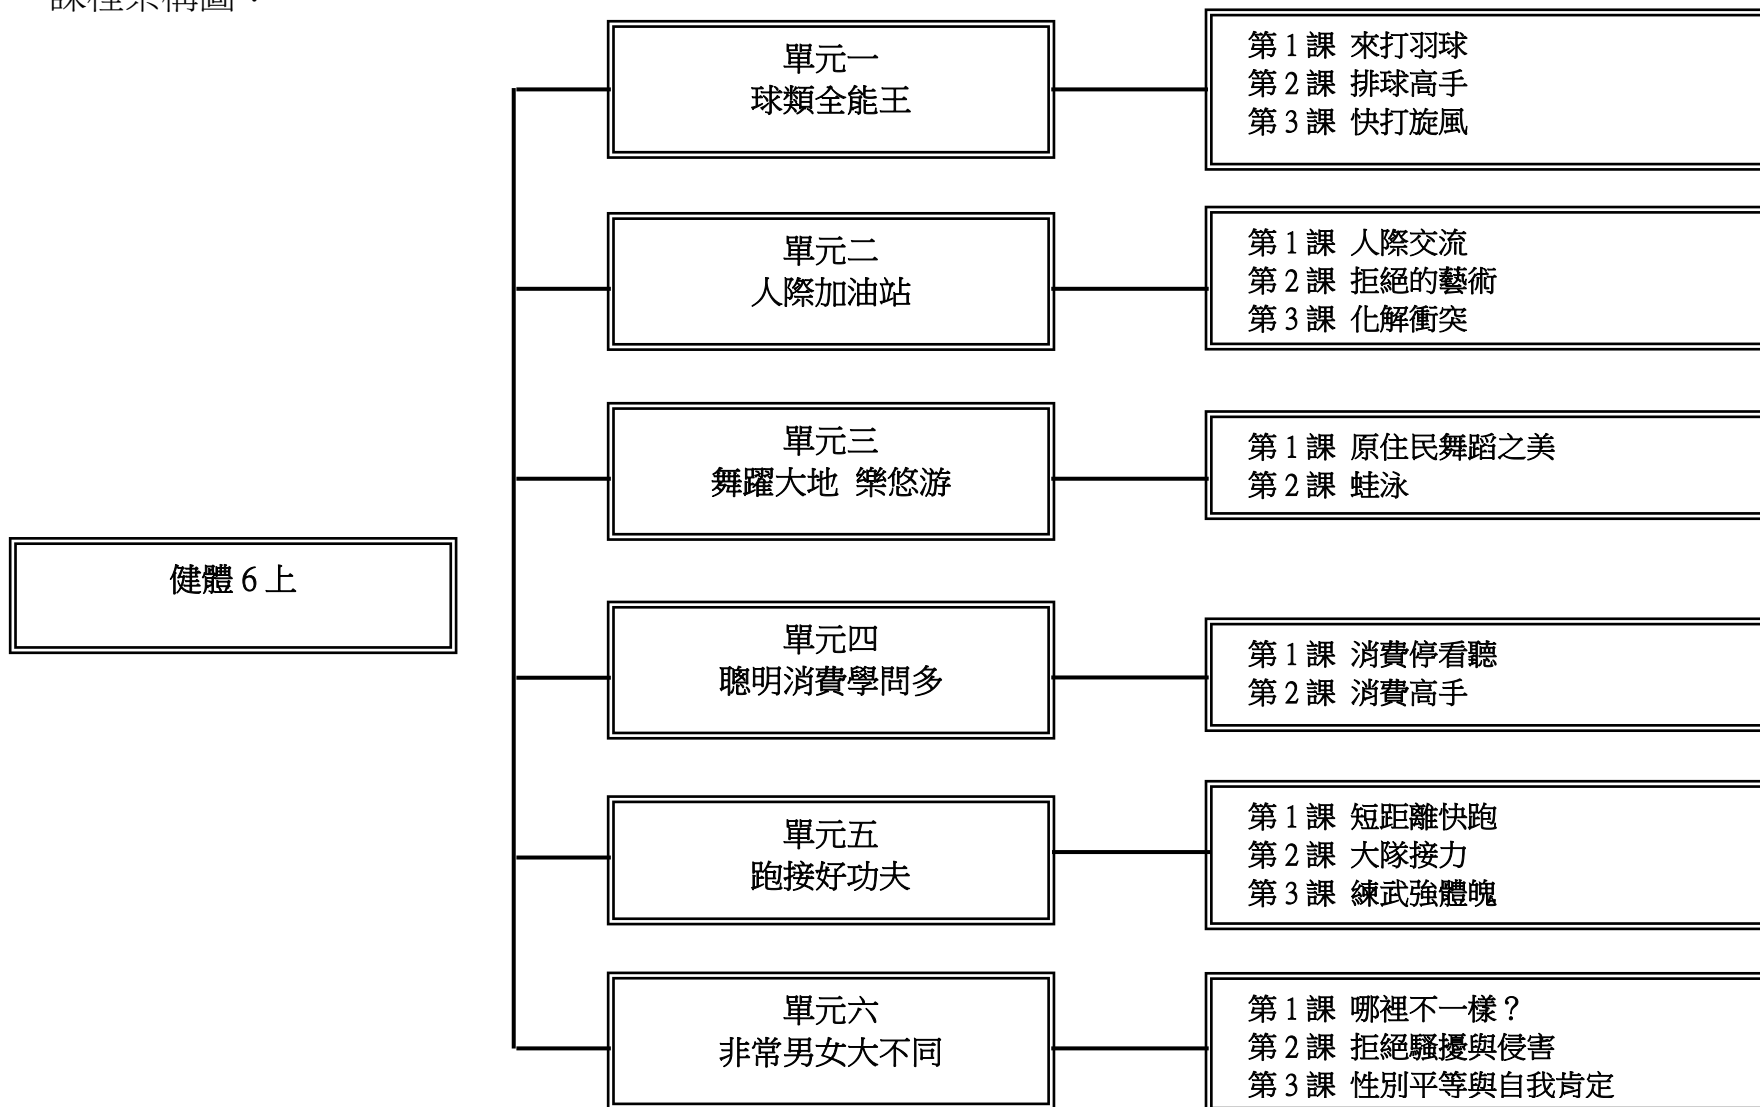 課程架構圖：
單元一
球類全能王
第1課 來打羽球
第2課 排球高手
第3課 快打旋風
單元二
人際加油站
第1課 人際交流
第2課 拒絕的藝術
第3課 化解衝突
單元三
舞躍大地 樂悠游
第1課 原住民舞蹈之美
第2課 蛙泳
健體6上
單元四
聰明消費學問多
第1課 消費停看聽
第2課 消費高手
單元五
跑接好功夫
第1課 短距離快跑
第2課 大隊接力
第3課 練武強體魄
單元六
非常男女大不同
第1課 哪裡不一樣？
第2課 拒絕騷擾與侵害
第3課 性別平等與自我肯定